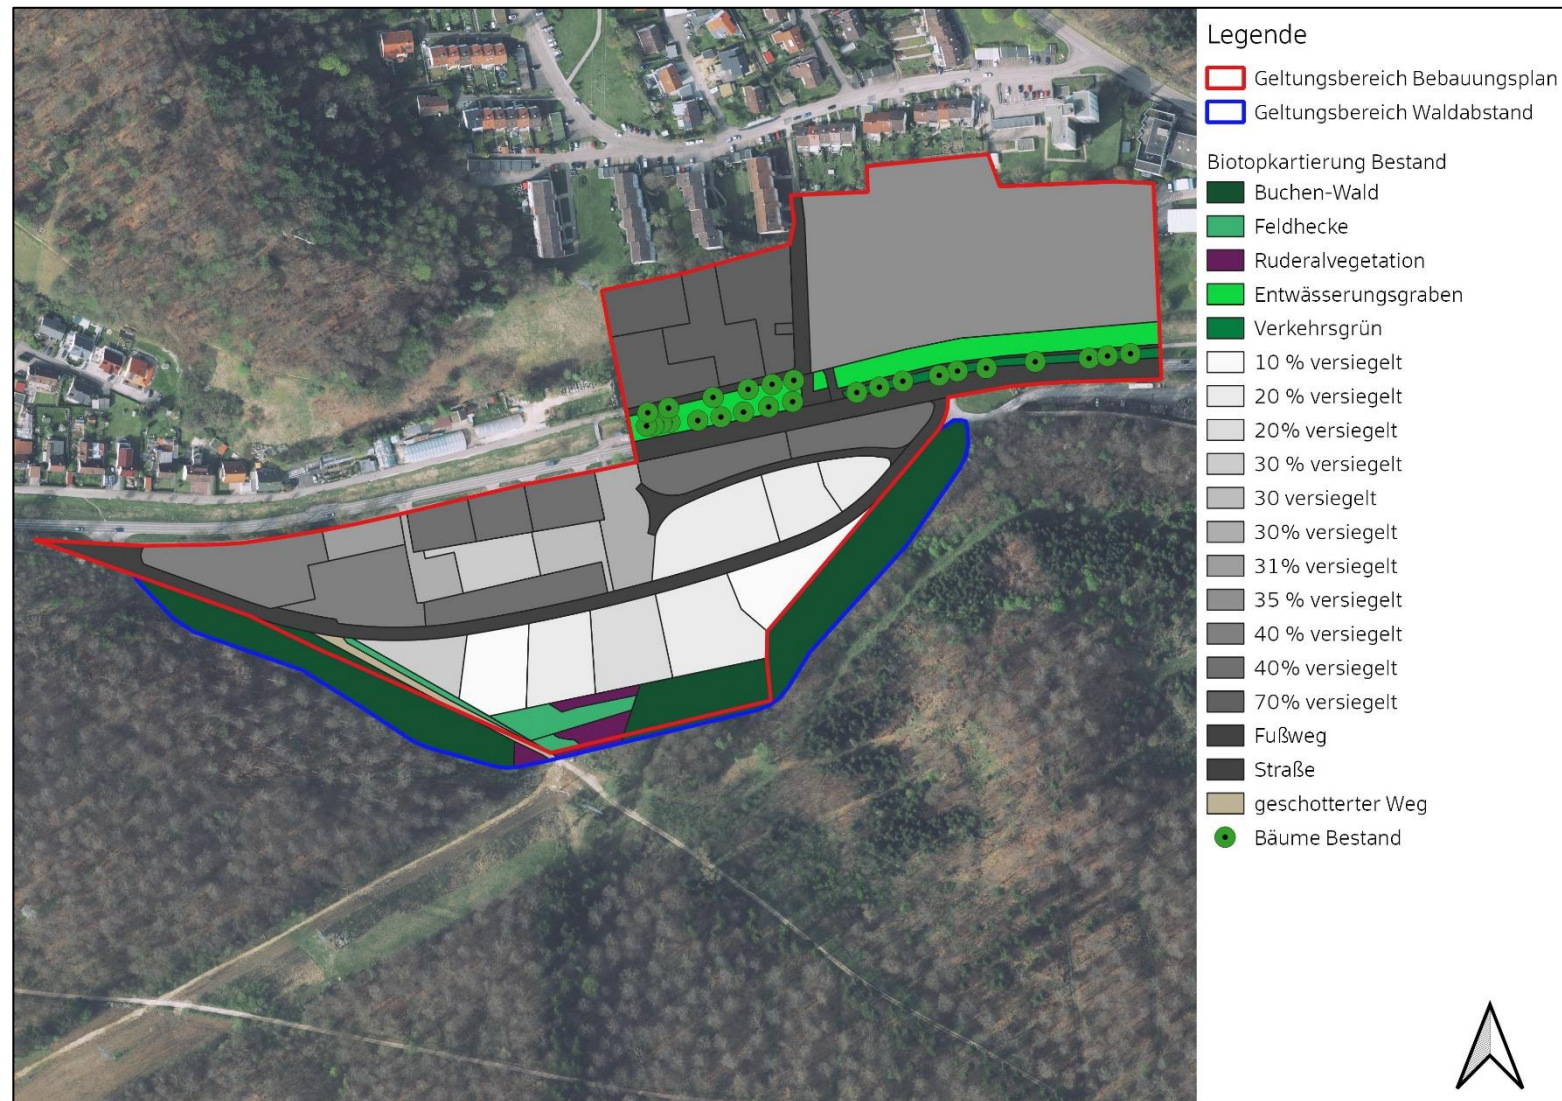 Legende
Geltungsbereich Bebauungsplan
Geltungsbereich Waldabstand
Biotopkartierung Bestand
Buchen-Wald
Feldhecke
Ruderalvegetation
Entwässerungsgraben
Verkehrsgrün
10 % versiegelt
20 % versiegelt
20% versiegelt
30 % versiegelt
30 versiegelt
30% versiegelt
31% versiegelt
35 % versiegelt
40 % versiegelt
40% versiegelt
70% versiegelt
Fußweg
Straße
geschotterter Weg
Bäume Bestand